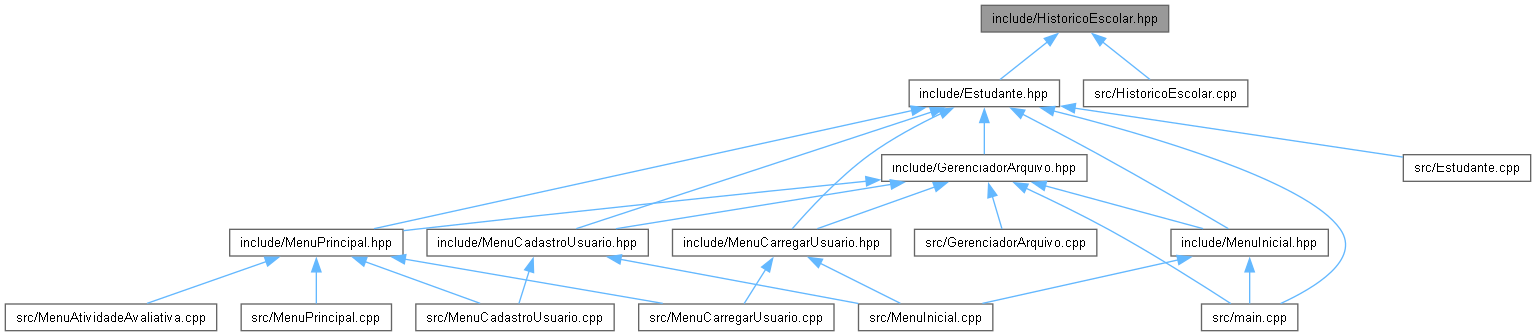 include/HistoricoEscolar.hpp
include/Estudante.hpp
src/HistoricoEscolar.cpp
include/GerenciadorArquivo.hpp
src/Estudante.cpp
include/MenuPrincipal.hpp
include/MenuCadastroUsuario.hpp
include/MenuCarregarUsuario.hpp
src/GerenciadorArquivo.cpp
include/MenuInicial.hpp
src/MenuAtividadeAvaliativa.cpp
src/MenuPrincipal.cpp
src/MenuCadastroUsuario.cpp
src/MenuCarregarUsuario.cpp
src/MenuInicial.cpp
src/main.cpp